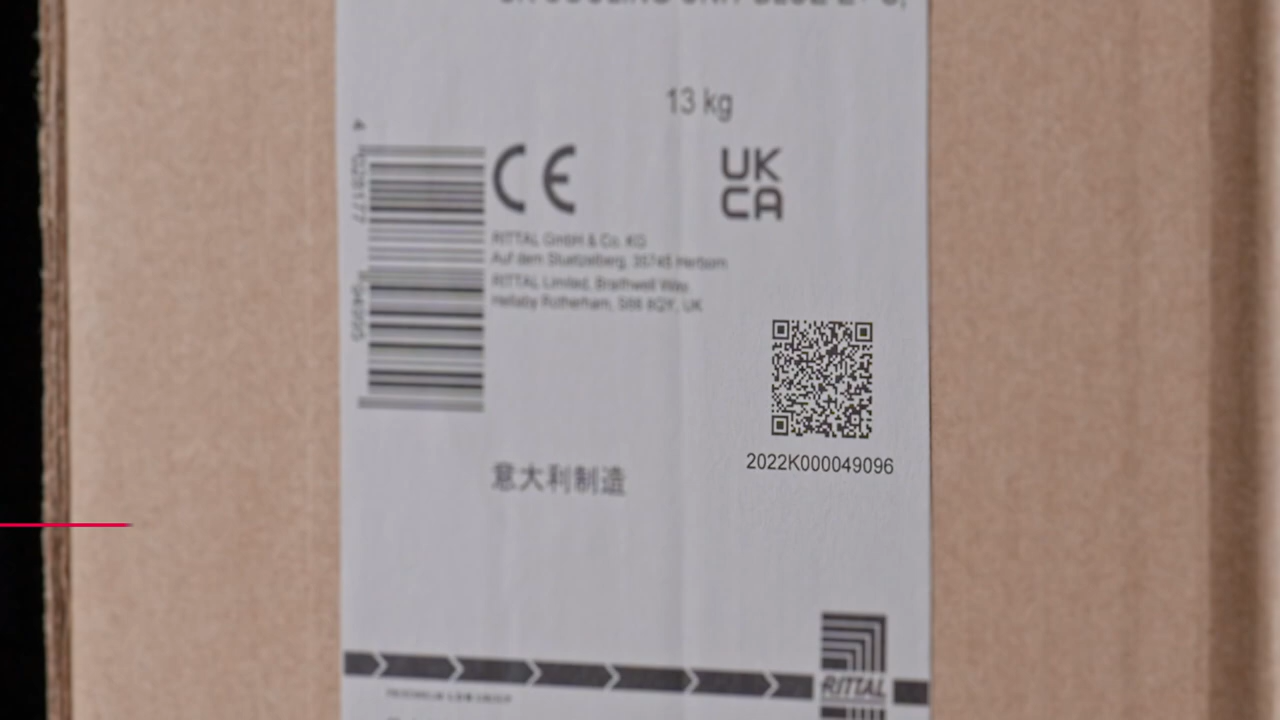 13 kg
CE
UK
CA
RITTAL GmbH & Co. KG
Auf dem Stuetzelberg, 35745 Herborn
RITTAL Limited, Braithwell Way
Hellaby Rotherham, S66 8QY, UK
2022K000049096
意大利制造
RITTAL